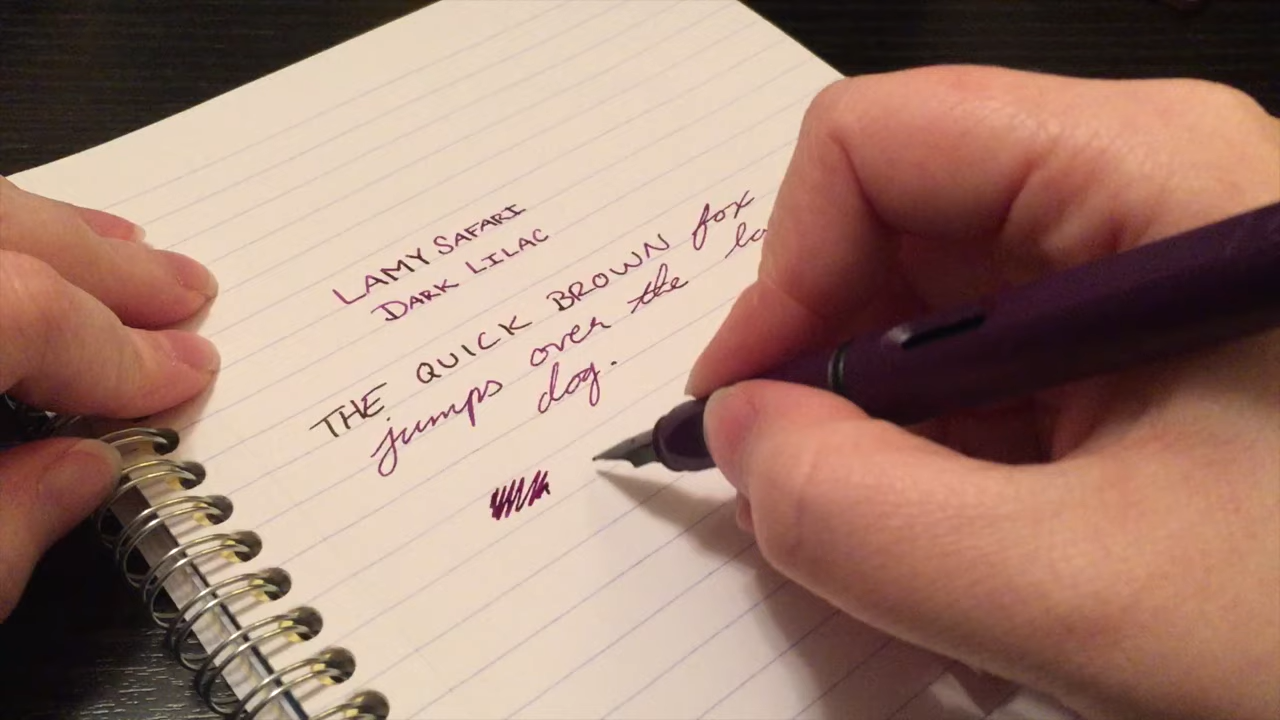 LAMY SAFARI
DARK LILAC
THE QUICK BROWN fox
jumps over the
dog.